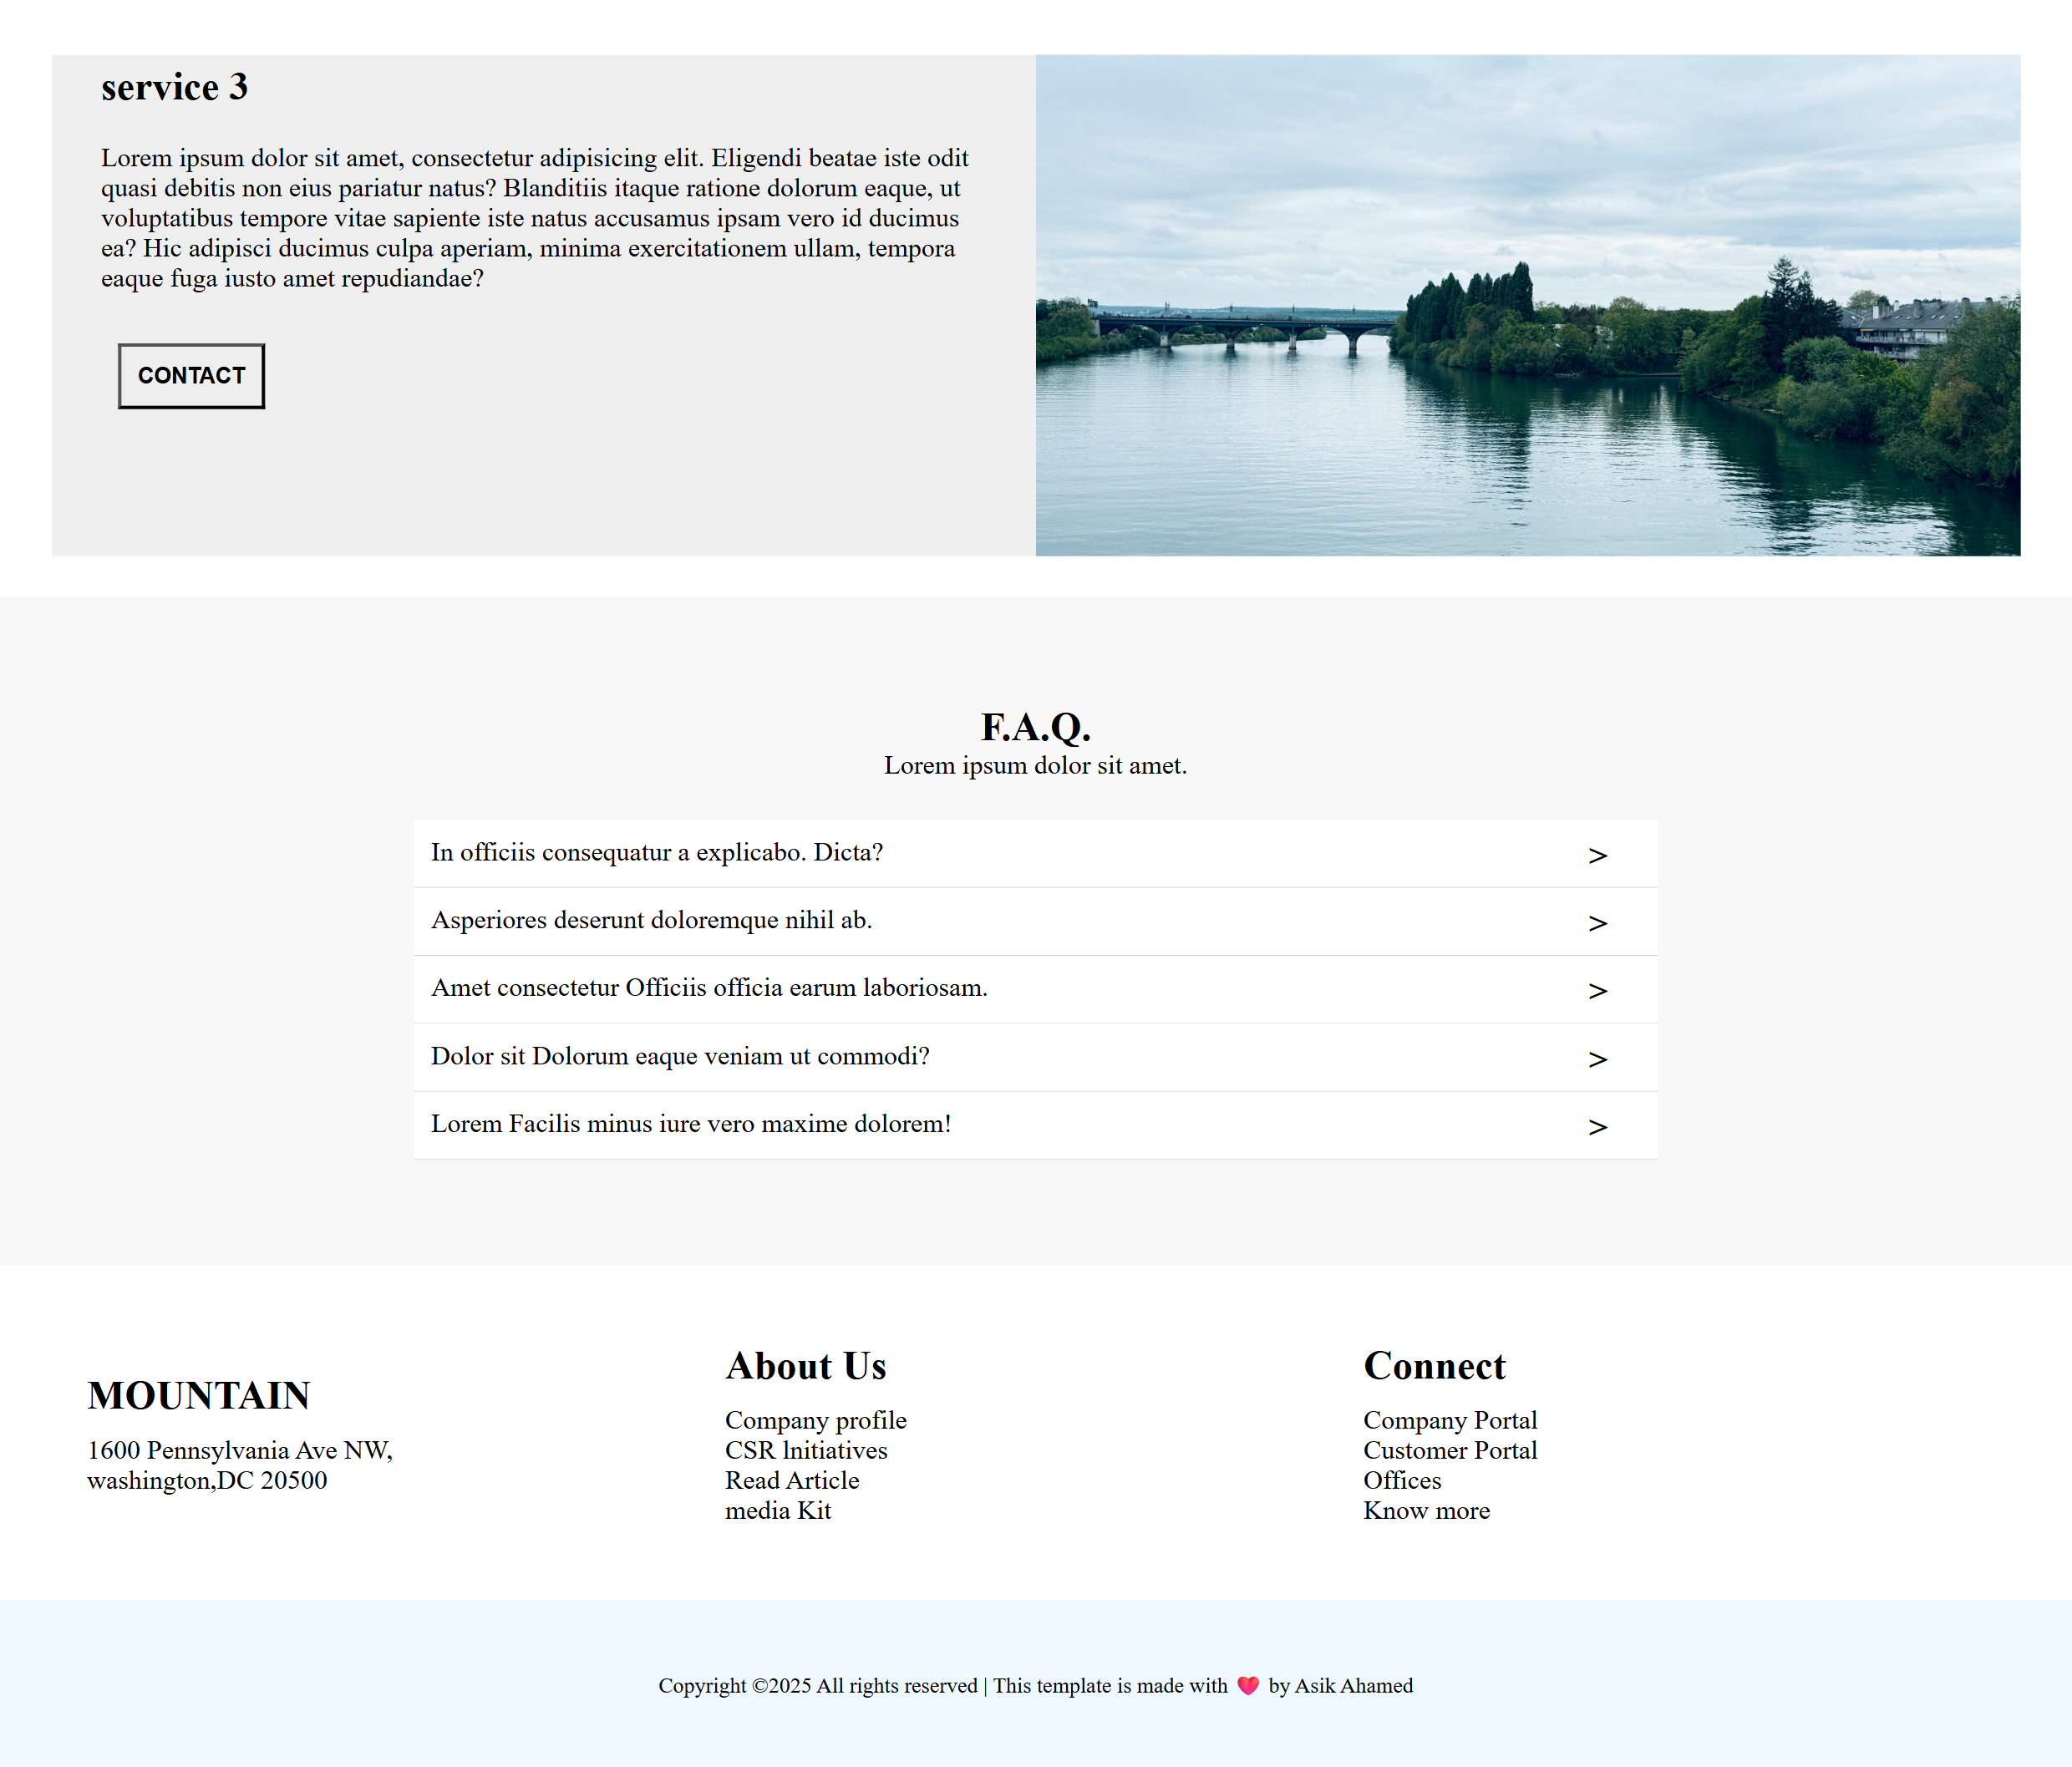 service 3
Lorem ipsum dolor sit amet, consectetur adipisicing elit. Eligendi beatae iste odit
quasi debitis non eius pariatur natus? Blanditiis itaque ratione dolorum eaque, ut
voluptatibus tempore vitae sapiente iste natus accusamus ipsam vero id ducimus
ea? Hic adipisci ducimus culpa aperiam, minima exercitationem ullam, tempora
eaque fuga iusto amet repudiandae?
CONTACT
F.A.Q.
Lorem ipsum dolor sit amet.
In officiis consequatur a explicabo. Dicta? >
Asperiores deserunt doloremque nihil ab. >
Amet consectetur Officiis officia earum laboriosam. >
Dolor sit Dolorum eaque veniam ut commodi? >
Lorem Facilis minus iure vero maxime dolorem! >
MOUNTAIN
1600 Pennsylvania Ave NW,
washington,DC 20500
About Us
Company profile
CSR lnitiatives
Read Article
media Kit
Connect
Company Portal
Customer Portal
Offices
Know more
Copyright ©2025 All rights reserved | This template is made with ❤️ by Asik Ahamed